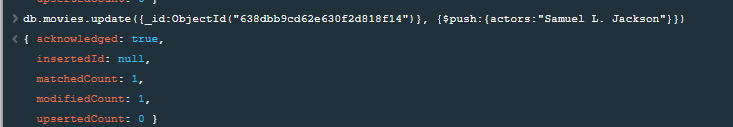 > db.movies.update({_id:ObjectId("638dbb9cd62e630f2d818f14")}, {$push:{actors:"Samuel L. Jackson"}})
< { acknowledged: true,
insertedId: null,
matchedCount: 1,
modifiedCount: 1,
upsertedCount: 0 }